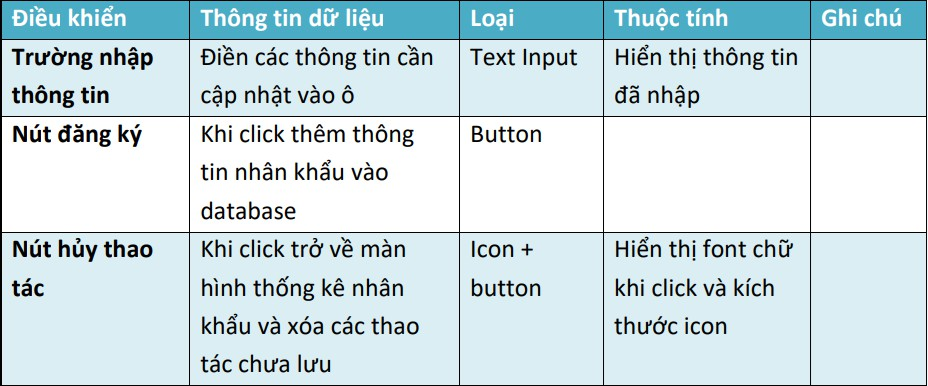 Điều khiển Thông tin dữ liệu Loại Thuộc tính Ghi chú
Trường nhập Điền các thông tin cần Text Input Hiển thị thông tin
thông tin cập nhật vào ô đã nhập
Nút đăng ký Khi click thêm thông Button
tin nhân khẩu vào
database
Nút hủy thao Khi click trở về màn Icon + Hiển thị font chữ
tác hình thống kê nhân button khi click và kích
khẩu và xóa các thao thước icon
tác chưa lưu